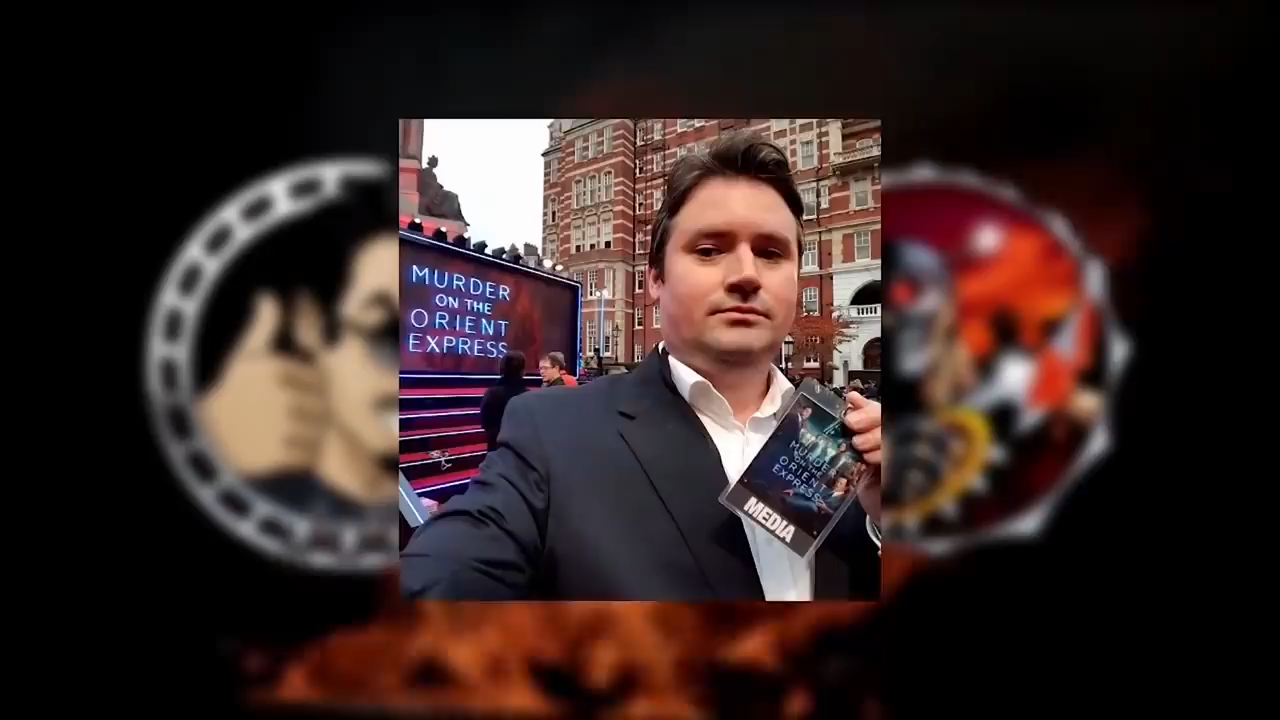 MURDER
ON THE
ORIENT
EXPRESS
MURDER
ON THE
ORIENT
EXPRESS
MEDIA